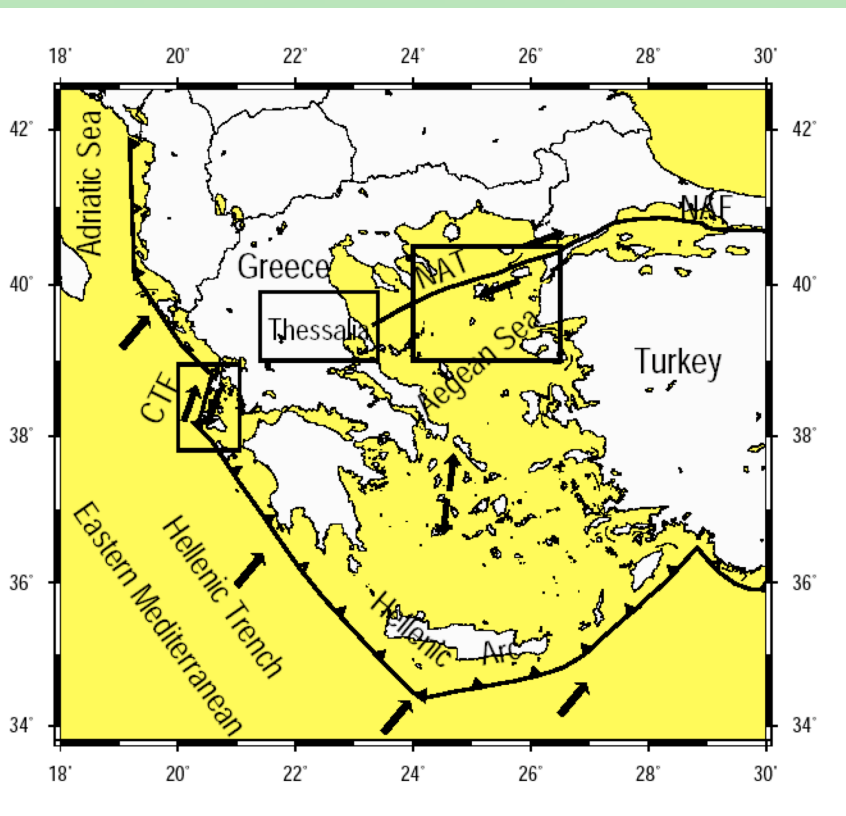 18° 20° 22° 24° 26° 28° 30°
42° 42°
Adriatic Sea
NAF
Greece
NAT
40° 40°
Thessalia
Aegean Sea
Turkey
CTF
38° 38°
Hellenic Trench
Eastern Mediterranean
36° 36°
Hellenic Arc
34° 34°
18° 20° 22° 24° 26° 28° 30°